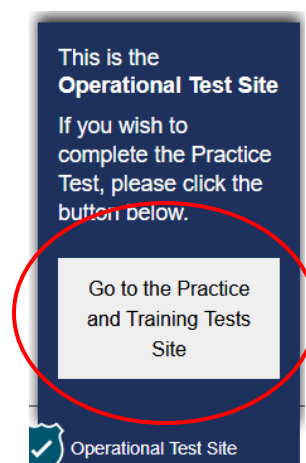 This is the
Operational Test Site
If you wish to
complete the Practice
Test, please click the
button below.
Go to the Practice
and Training Tests
Site
Operational Test Site